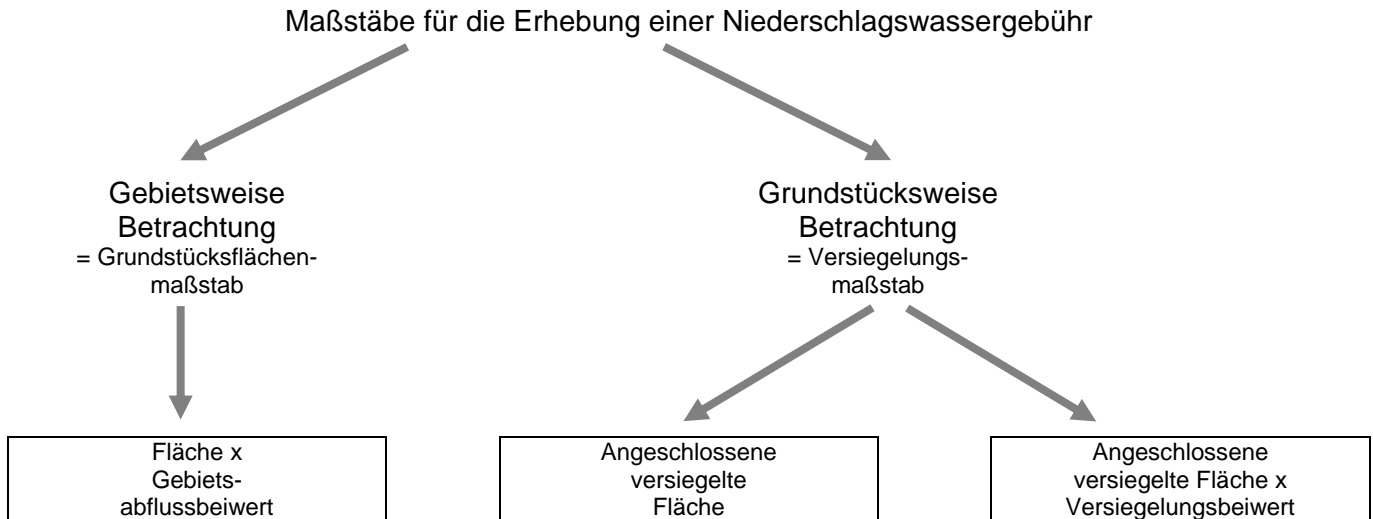 Maßstäbe für die Erhebung einer Niederschlagswassergebühr
Gebietsweise
Betrachtung
= Grundstücksflächen-
maßstab
Grundstücksweise
Betrachtung
= Versiegelungs-
maßstab
Fläche x
Gebiets-
abflussbeiwert
Angeschlossene
versiegelte
Fläche
Angeschlossene
versiegelte Fläche x
Versiegelungsbeiwert